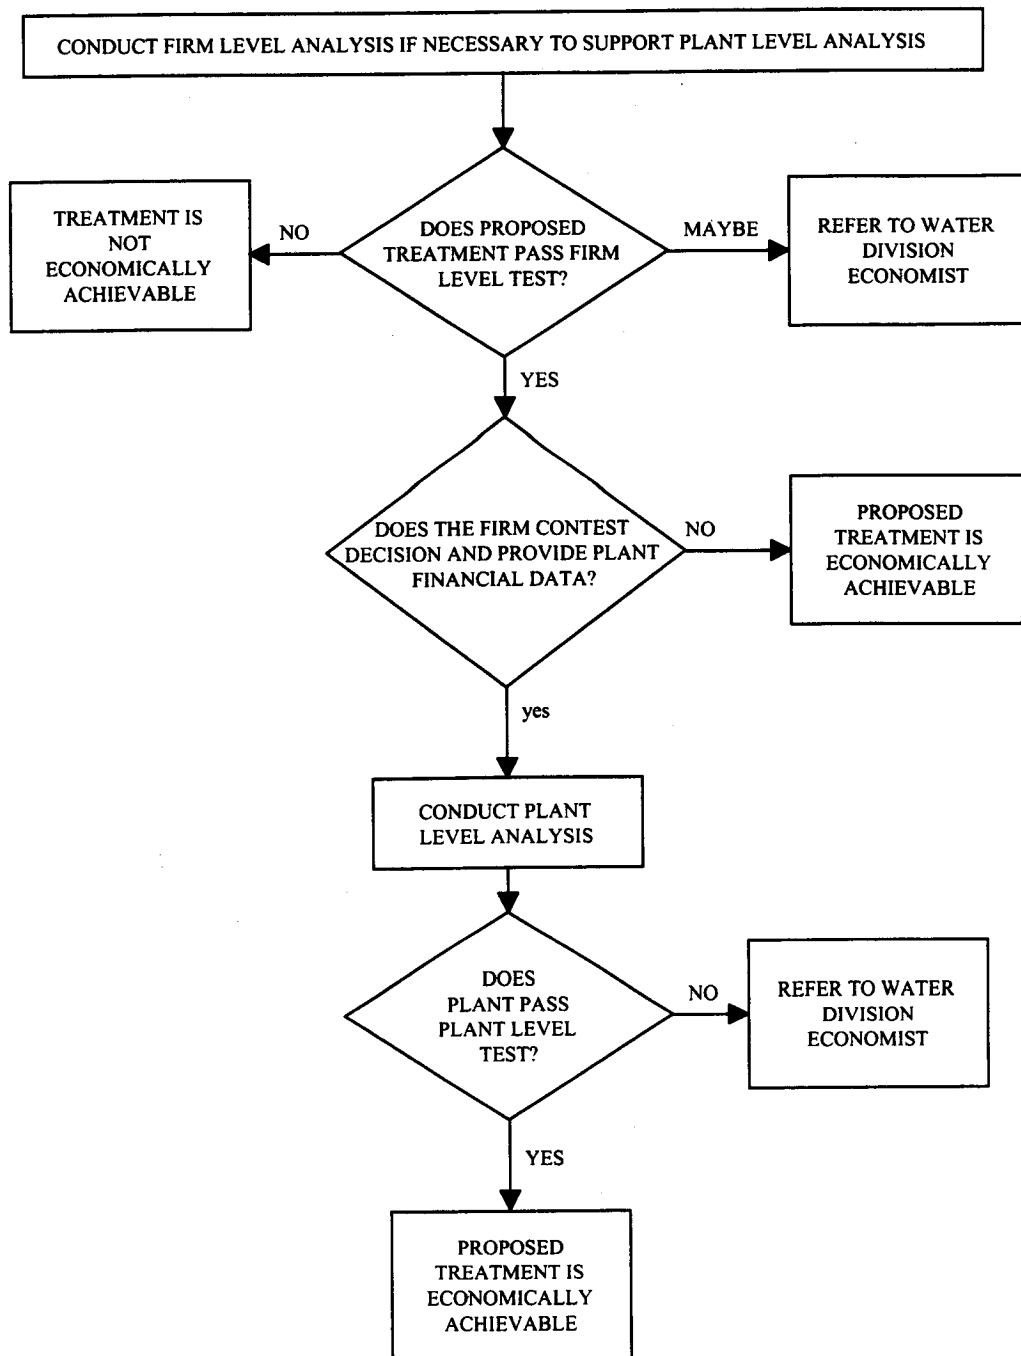 CONDUCT FIRM LEVEL ANALYSIS IF NECESSARY TO SUPPORT PLANT LEVEL ANALYSIS
TREATMENT IS
NOT
ECONOMICALLY
ACHIEVABLE
NO
DOES PROPOSED
TREATMENT PASS FIRM
LEVEL TEST?
MAYBE
REFER TO WATER
DIVISION
ECONOMIST
YES
DOES THE FIRM CONTEST
DECISION AND PROVIDE PLANT
FINANCIAL DATA?
NO
PROPOSED
TREATMENT IS
ECONOMICALLY
ACHIEVABLE
yes
CONDUCT PLANT
LEVEL ANALYSIS
DOES
PLANT PASS
PLANT LEVEL
TEST?
NO
REFER TO WATER
DIVISION
ECONOMIST
YES
PROPOSED
TREATMENT IS
ECONOMICALLY
ACHIEVABLE